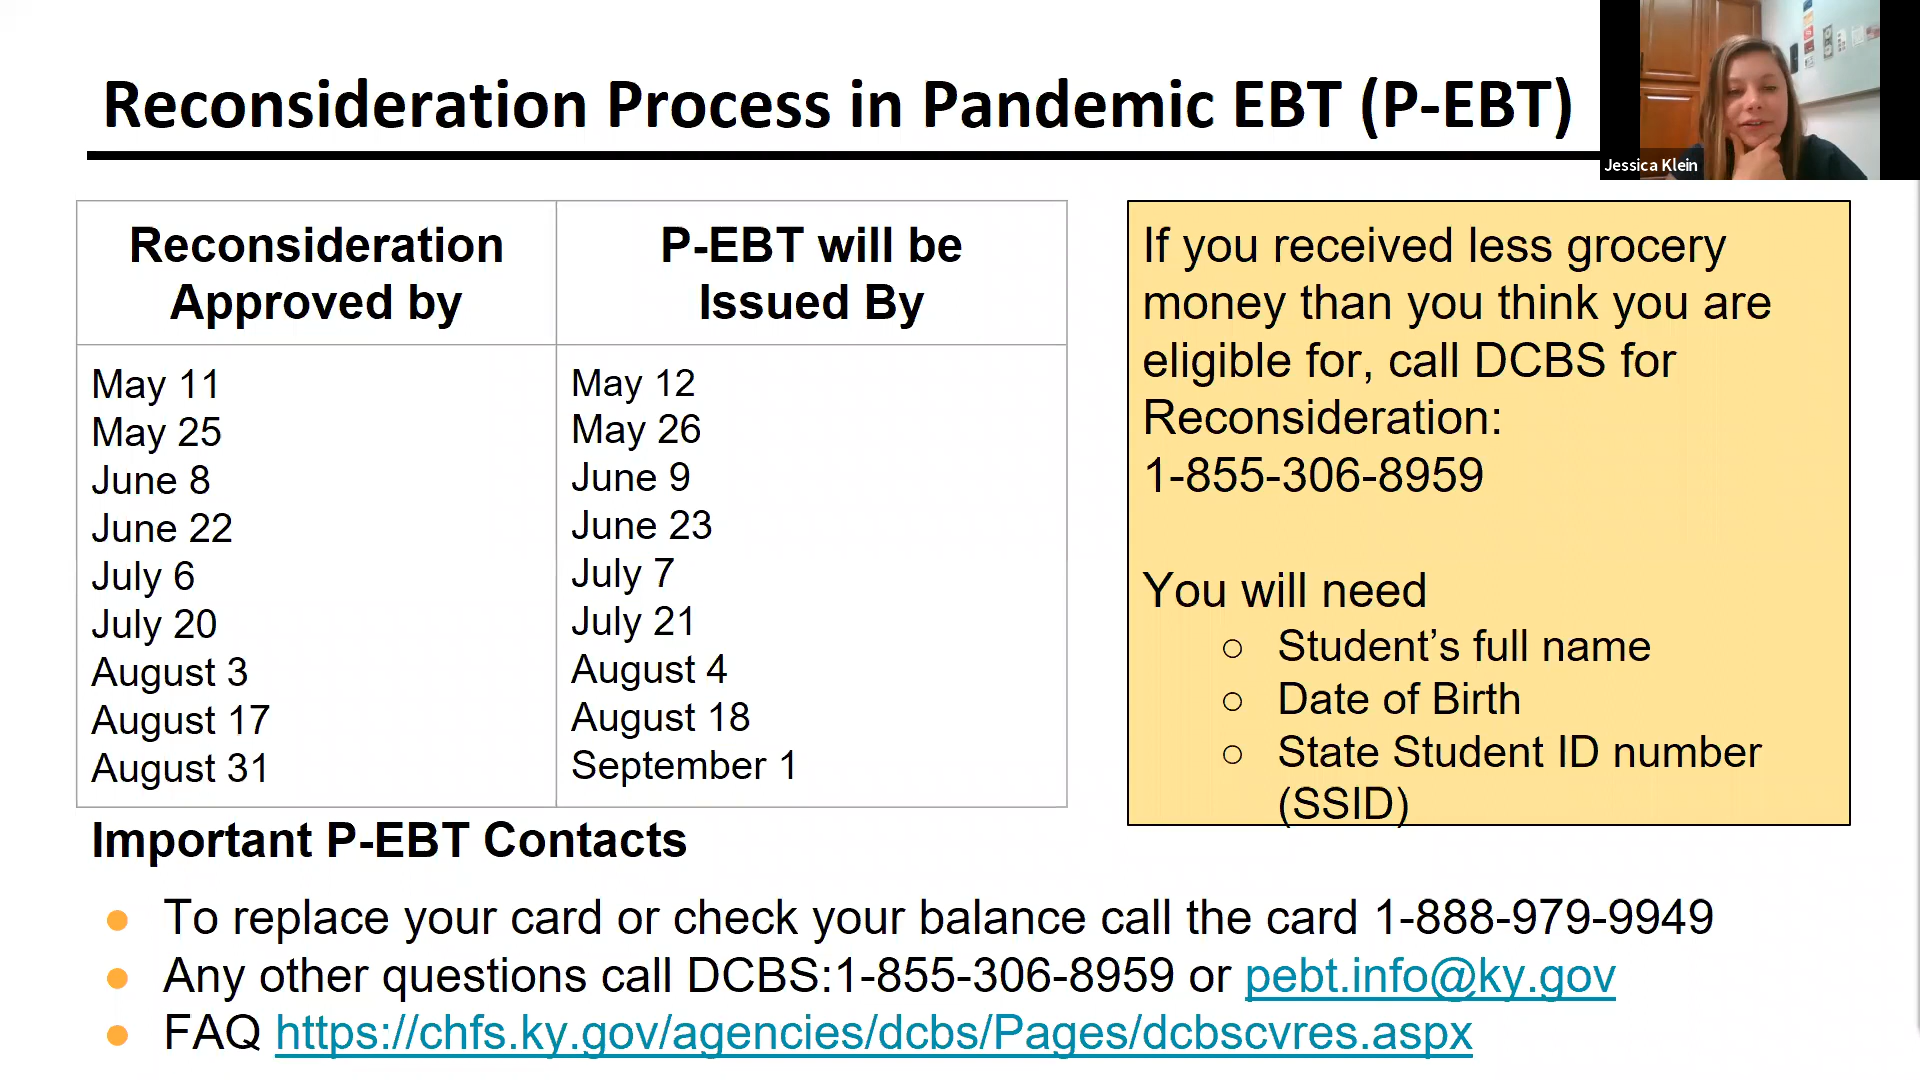 Reconsideration Process in Pandemic EBT (P-EBT)
Jessica Klein
Reconsideration
Approved by
P-EBT will be
Issued By
May 11
May 25
June 8
June 22
July 6
July 20
August 3
August 17
August 31
May 12
May 26
June 9
June 23
July 7
July 21
August 4
August 18
September 1
If you received less grocery
money than you think you are
eligible for, call DCBS for
Reconsideration:
1-855-306-8959
You will need
○ Student’s full name
○ Date of Birth
○ State Student ID number
(SSID)
Important P-EBT Contacts
● To replace your card or check your balance call the card 1-888-979-9949
● Any other questions call DCBS:1-855-306-8959 or pebt.info@ky.gov
● FAQ https://chfs.ky.gov/agencies/dcbs/Pages/dcbscvres.aspx